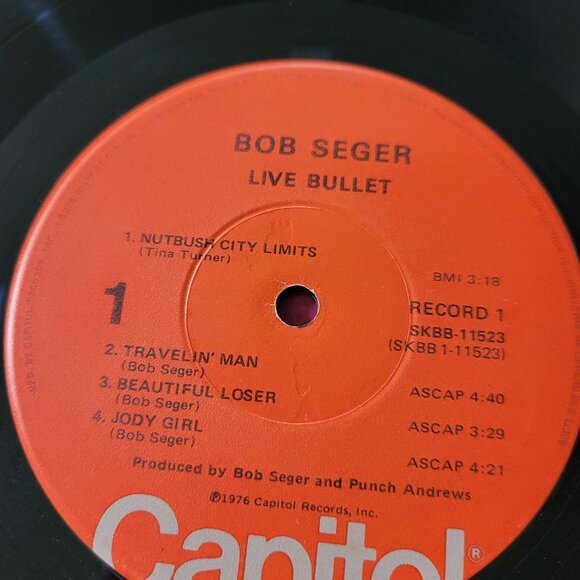 BOB SEGER
LIVE BULLET
1. NUTBUSH CITY LIMITS
(Tina Turner)
BMI 3:18
1
RECORD 1
SKBB-11523
(SKBB 1-11523)
2. TRAVELIN' MAN
(Bob Seger)
ASCAP 4:40
3. BEAUTIFUL LOSER
(Bob Seger)
ASCAP 3:29
4. JODY GIRL
(Bob Seger)
ASCAP 4:21
Produced by Bob Seger and Punch Andrews
℗1976 Capitol Records, Inc.
Capitol®